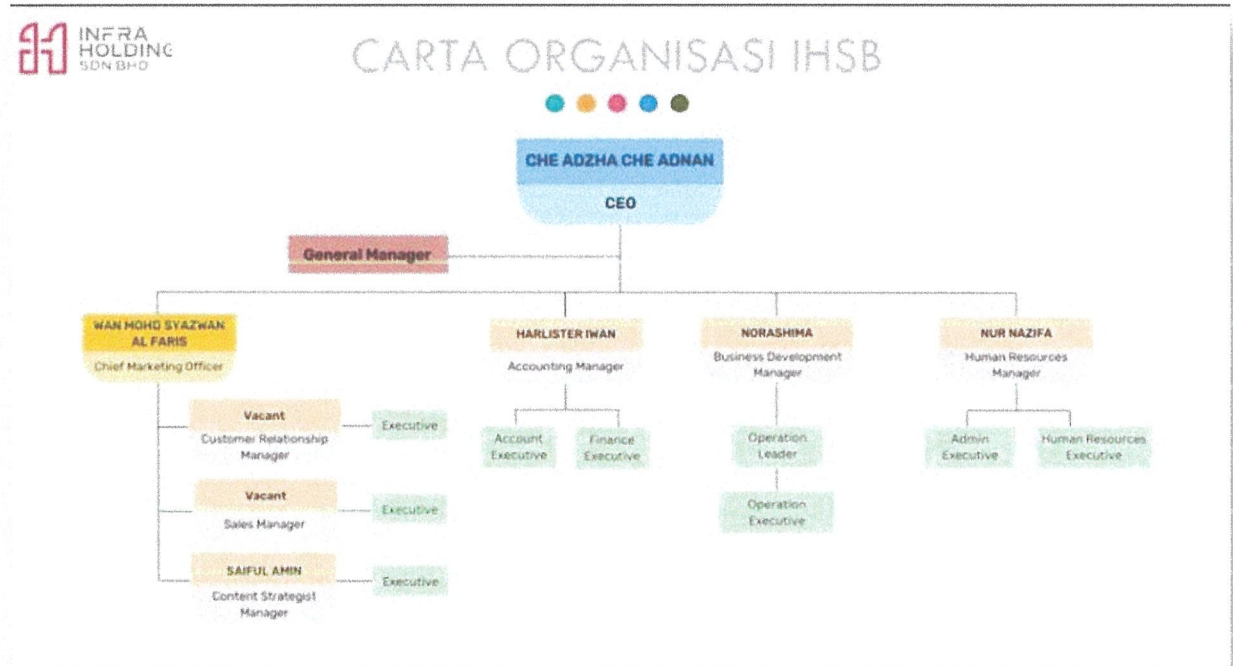 INFRA
HOLDING
SDN BHD
CARTA ORGANISASI IHSB
CHE ADZHA CHE ADNAN
CEO
General Manager
WAN MOHD SYAZWAN
AL FARIS
Chief Marketing Officer
HARLISTER IWAN
Accounting Manager
NORASHIMA
Business Development
Manager
NUR NAZIFA
Human Resources
Manager
Vacant
Customer Relationship
Manager
Executive
Vacant
Sales Manager
Executive
SAIFUL AMIN
Content Strategist
Manager
Executive
Account
Executive
Finance
Executive
Operation
Leader
Operation
Executive
Admin
Executive
Human Resources
Executive